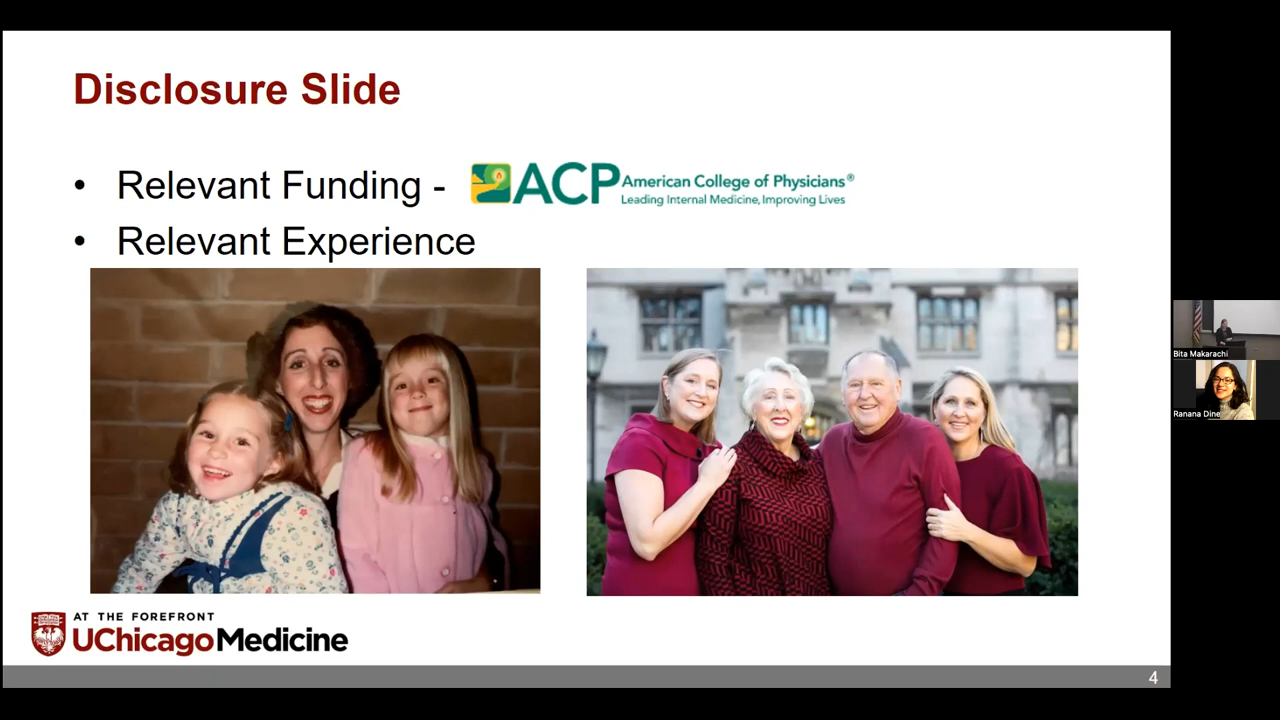 Disclosure Slide
• Relevant Funding -
ACP American College of Physicians®
Leading Internal Medicine, Improving Lives
• Relevant Experience
Bita Makarachi
Ranana Dine
AT THE FOREFRONT
UChicago Medicine
4